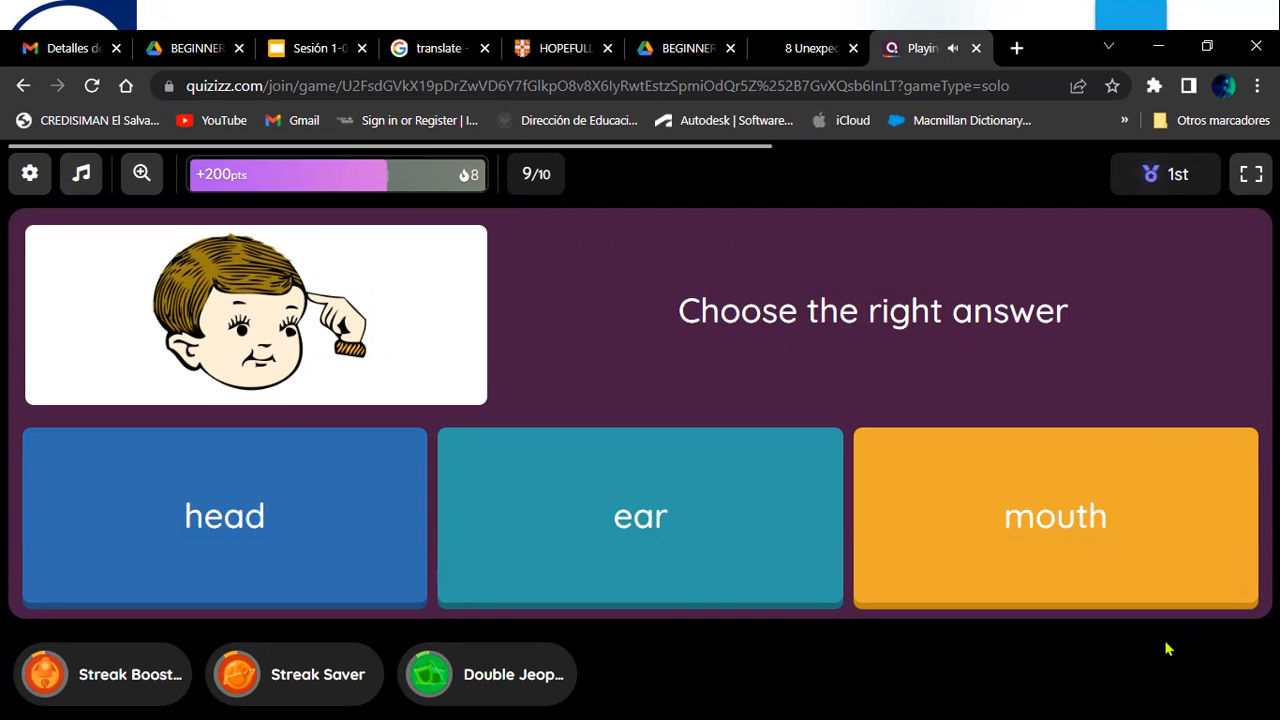 Detalles de
BEGINNER
Sesión 1-0
translate -
HOPEFULL
BEGINNER
8 Unexpec
Playin
quizizz.com/join/game/U2FsdGVkX19pDrZwVD6Y7fGlkpO8v8X6IyRwtEstzSpmiOdQr5Z%252B7GvXQsb6InLT?gameType=solo
CREDISIMAN El Salva...
YouTube
Gmail
Sign in or Register | I...
Dirección de Educaci...
Autodesk | Software...
iCloud
Macmillan Dictionary...
»
Otros marcadores
+200pts
8
9/10
1st
Choose the right answer
head
ear
mouth
Streak Boost...
Streak Saver
Double Jeop...